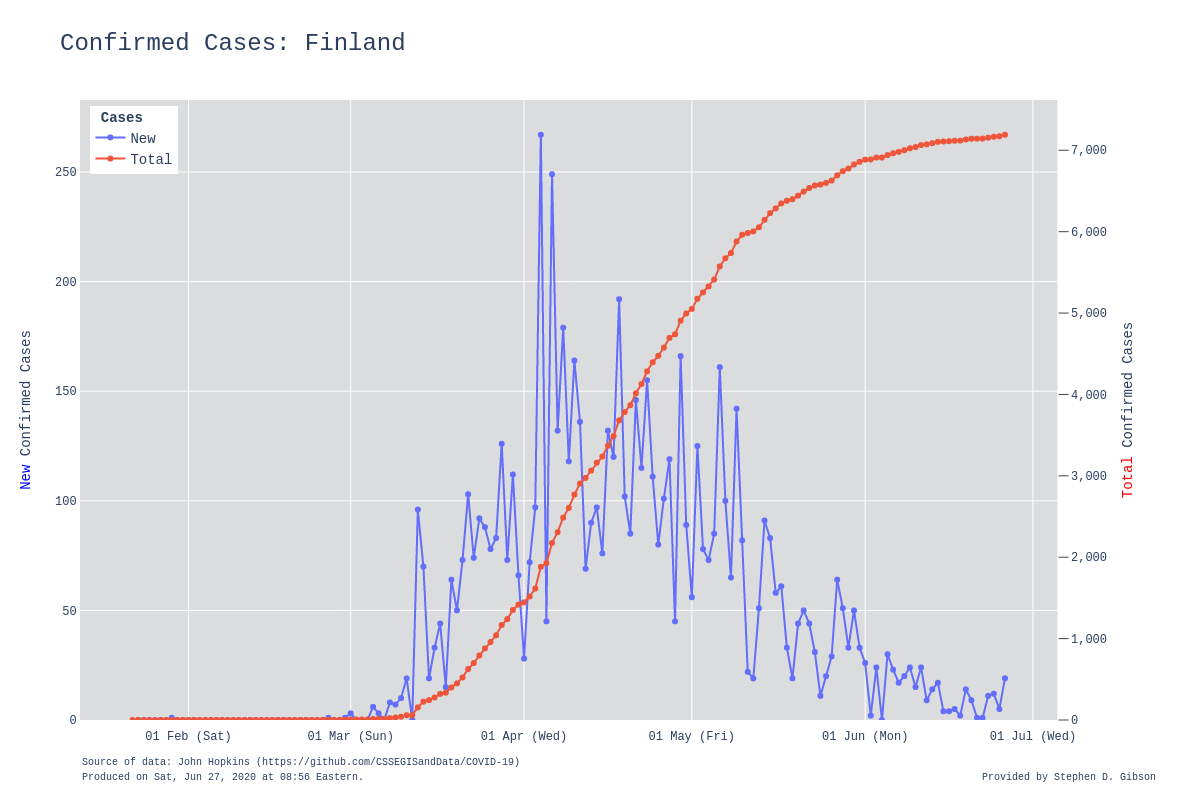 Confirmed Cases: Finland
Cases
New
Total
250
200
150
100
50
0
7,000
6,000
5,000
4,000
3,000
2,000
1,000
0
New Confirmed Cases
Total Confirmed Cases
01 Feb (Sat)
01 Mar (Sun)
01 Apr (Wed)
01 May (Fri)
01 Jun (Mon)
01 Jul (Wed)
Source of data: John Hopkins (https://github.com/CSSEGISandData/COVID-19)
Produced on Sat, Jun 27, 2020 at 08:56 Eastern.
Provided by Stephen D. Gibson